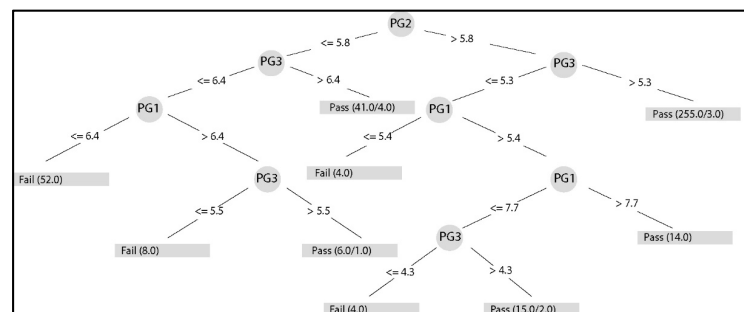 PG2
<= 5.8
> 5.8
PG3
PG3
<= 6.4
> 6.4
<= 5.3
> 5.3
PG1
Pass (41.0/4.0)
PG1
Pass (255.0/3.0)
<= 6.4
> 6.4
<= 5.4
> 5.4
Fail (52.0)
PG3
Fail (4.0)
PG1
<= 5.5
> 5.5
<= 7.7
> 7.7
Fail (8.0)
Pass (6.0/1.0)
PG3
Pass (14.0)
<= 4.3
> 4.3
Fail (4.0)
Pass (15.0/2.0)